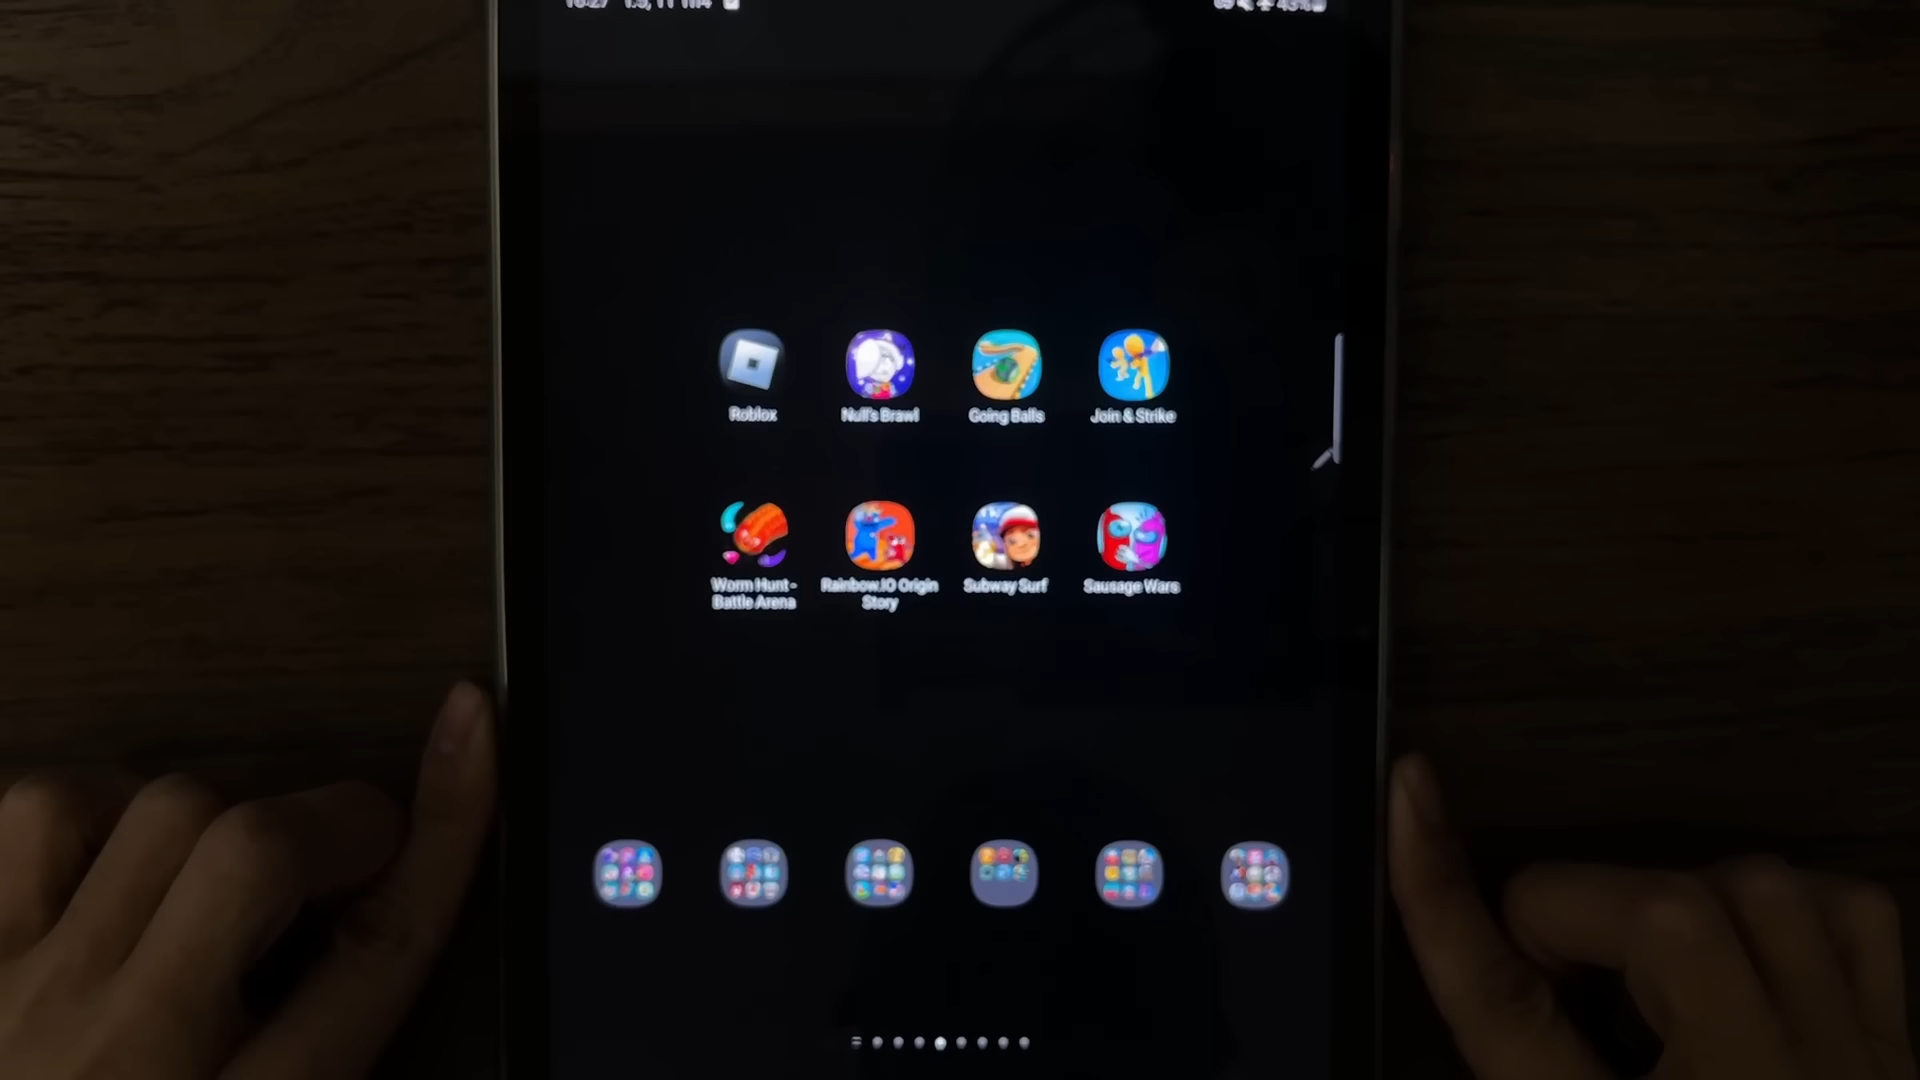 Roblox
Null's Brawl
Going Balls
Join & Strike
Worm Hunt -
Battle Arena
Rainbow.IO Origin
Story
Subway Surf
Sausage Wars